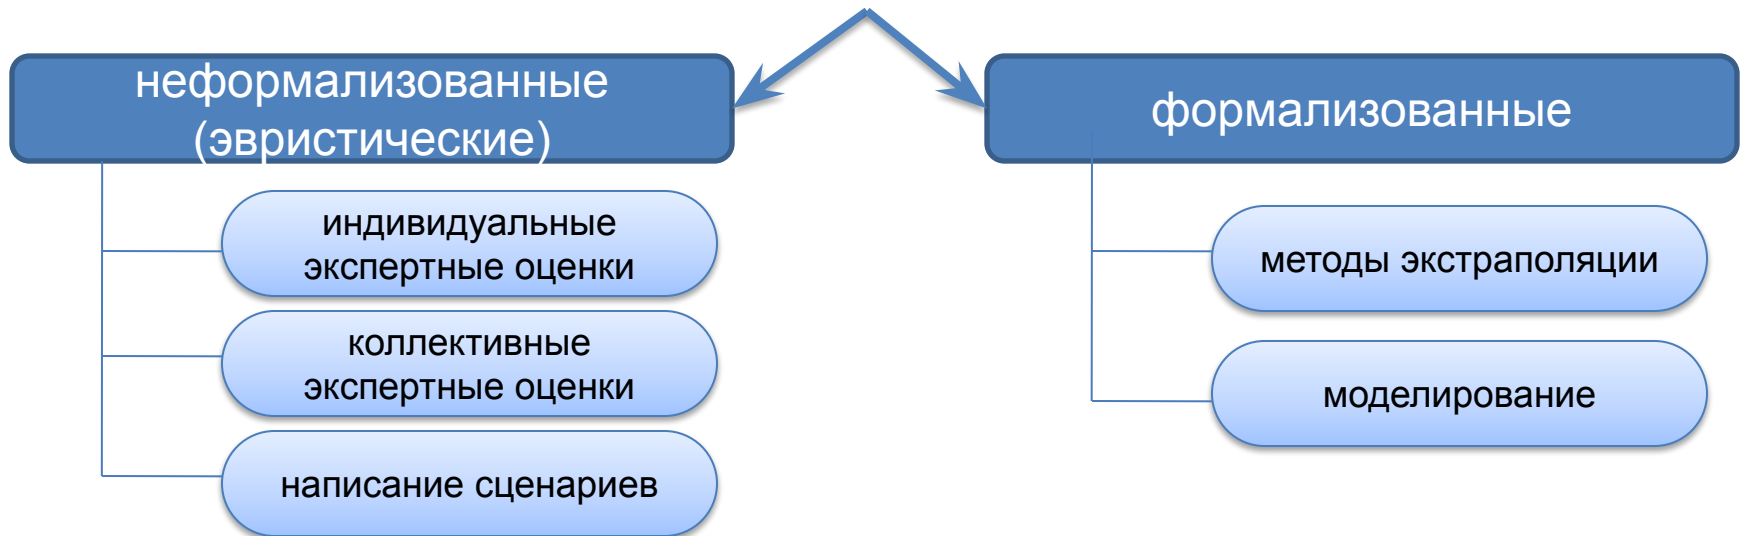 неформализованные
(эвристические)
индивидуальные
экспертные оценки
коллективные
экспертные оценки
написание сценариев
формализованные
методы экстраполяции
моделирование